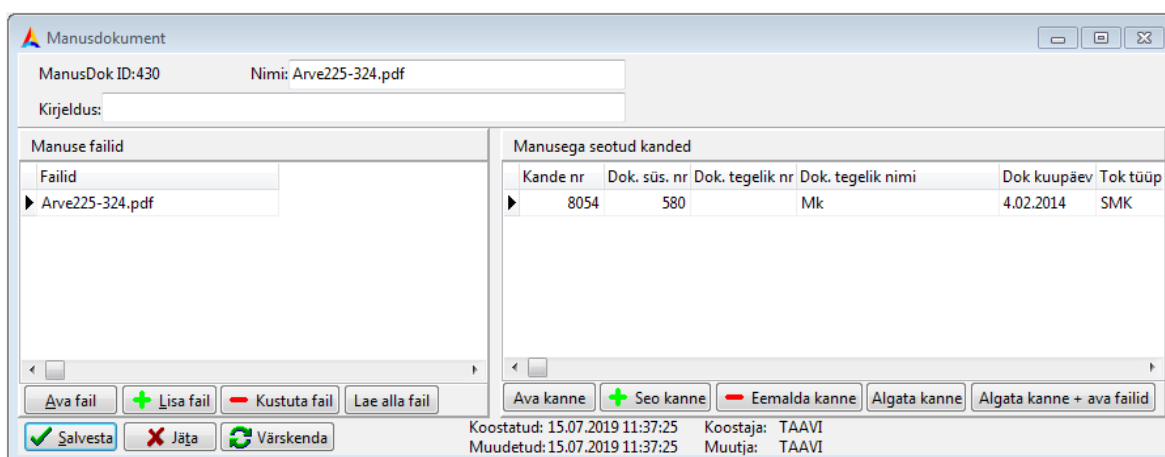 Manusdokument
ManusDok ID:430 Nimi: Arve225-324.pdf
Kirjeldus:
Manuse failid
Failid
Arve225-324.pdf
Manusega seotud kanded
Kande nr Dok. süs. nr Dok. tegelik nr Dok. tegelik nimi Dok kuupäev Tok tüüp
8054 580 Mk 4.02.2014 SMK
Ava fail Lisa fail Kustuta fail Lae alla fail
Ava kanne Seo kanne Eemalda kanne Algata kanne Algata kanne + ava failid
Salvesta Jäta Värskenda
Koostatud: 15.07.2019 11:37:25 Koostaja: TAAVI
Muudetud: 15.07.2019 11:37:25 Muutja: TAAVI